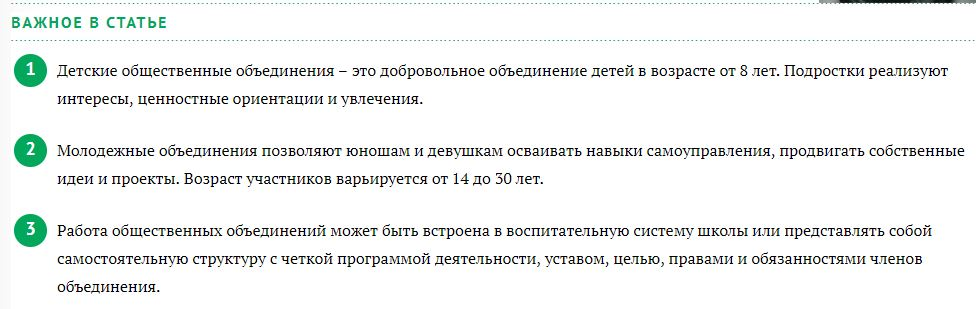 ВАЖНОЕ В СТАТЬЕ
1 Детские общественные объединения – это добровольное объединение детей в возрасте от 8 лет. Подростки реализуют
интересы, ценностные ориентации и увлечения.
2 Молодежные объединения позволяют юношам и девушкам осваивать навыки самоуправления, продвигать собственные
идеи и проекты. Возраст участников варьируется от 14 до 30 лет.
3 Работа общественных объединений может быть встроена в воспитательную систему школы или представлять собой
самостоятельную структуру с четкой программой деятельности, уставом, целью, правами и обязанностями членов
объединения.